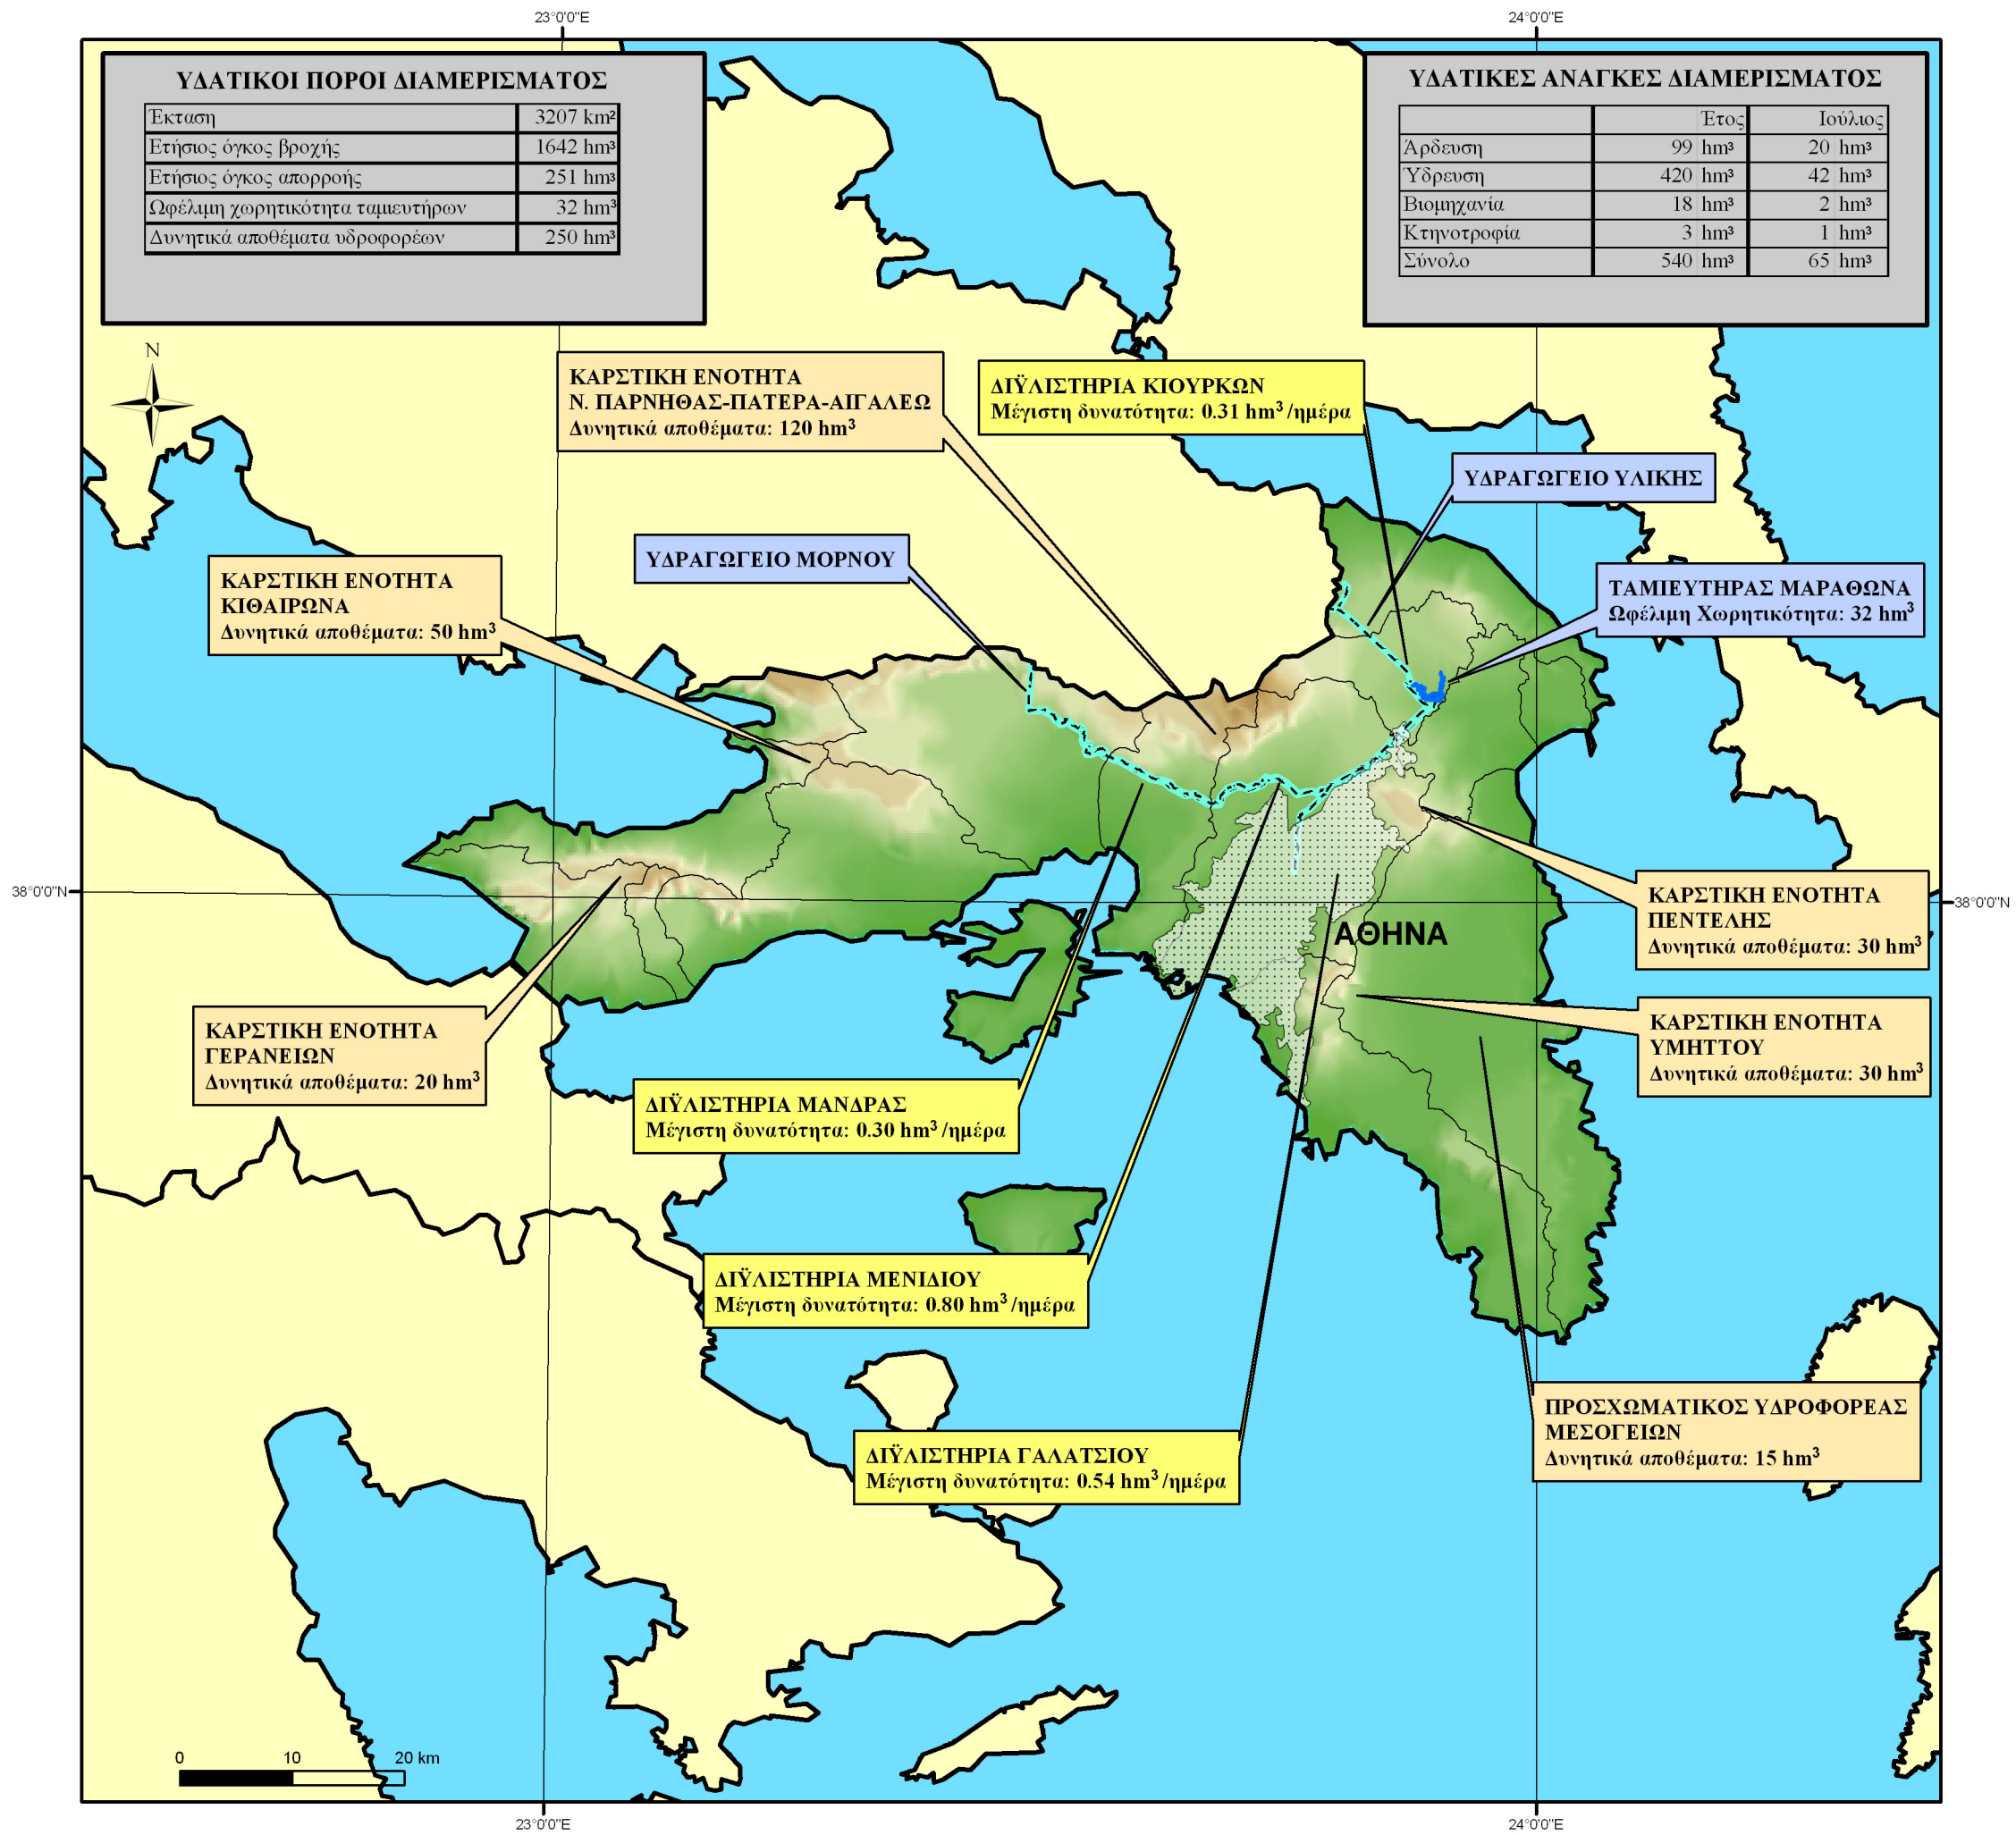 23°0'0"E
24°0'0"E
ΥΔΑΤΙΚΟΙ ΠΟΡΟΙ ΔΙΑΜΕΡΙΣΜΑΤΟΣ
Έκταση 3207 km²
Ετήσιος όγκος βροχής 1642 hm³
Ετήσιος όγκος απορροής 251 hm³
Ωφέλιμη χωρητικότητα ταμιευτήρων 32 hm³
Δυνητικά αποθέματα υδροφορέων 250 hm³
ΥΔΑΤΙΚΕΣ ΑΝΑΓΚΕΣ ΔΙΑΜΕΡΙΣΜΑΤΟΣ
Έτος Ιούλιος
Άρδευση 99 hm³ 20 hm³
Ύδρευση 420 hm³ 42 hm³
Βιομηχανία 18 hm³ 2 hm³
Κτηνοτροφία 3 hm³ 1 hm³
Σύνολο 540 hm³ 65 hm³
N
ΚΑΡΣΤΙΚΗ ΕΝΟΤΗΤΑ
Ν. ΠΑΡΝΗΘΑΣ-ΠΑΤΕΡΑ-ΑΙΓΑΛΕΩ
Δυνητικά αποθέματα: 120 hm³
ΔΙΫΛΙΣΤΗΡΙΑ ΚΙΟΥΡΚΩΝ
Μέγιστη δυνατότητα: 0.31 hm³/ημέρα
ΥΔΡΑΓΩΓΕΙΟ ΥΛΙΚΗΣ
ΥΔΡΑΓΩΓΕΙΟ ΜΟΡΝΟΥ
ΚΑΡΣΤΙΚΗ ΕΝΟΤΗΤΑ
ΚΙΘΑΙΡΩΝΑ
Δυνητικά αποθέματα: 50 hm³
ΤΑΜΙΕΥΤΗΡΑΣ ΜΑΡΑΘΩΝΑ
Ωφέλιμη Χωρητικότητα: 32 hm³
38°0'0"N
38°0'0"N
ΚΑΡΣΤΙΚΗ ΕΝΟΤΗΤΑ
ΠΕΝΤΕΛΗΣ
Δυνητικά αποθέματα: 30 hm³
ΑΘΗΝΑ
ΚΑΡΣΤΙΚΗ ΕΝΟΤΗΤΑ
ΥΜΗΤΤΟΥ
Δυνητικά αποθέματα: 30 hm³
ΚΑΡΣΤΙΚΗ ΕΝΟΤΗΤΑ
ΓΕΡΑΝΕΙΩΝ
Δυνητικά αποθέματα: 20 hm³
ΔΙΫΛΙΣΤΗΡΙΑ ΜΑΝΔΡΑΣ
Μέγιστη δυνατότητα: 0.30 hm³/ημέρα
ΔΙΫΛΙΣΤΗΡΙΑ ΜΕΝΙΔΙΟΥ
Μέγιστη δυνατότητα: 0.80 hm³/ημέρα
ΔΙΫΛΙΣΤΗΡΙΑ ΓΑΛΑΤΣΙΟΥ
Μέγιστη δυνατότητα: 0.54 hm³/ημέρα
ΠΡΟΣΧΩΜΑΤΙΚΟΣ ΥΔΡΟΦΟΡΕΑΣ
ΜΕΣΟΓΕΙΩΝ
Δυνητικά αποθέματα: 15 hm³
0 10 20 km
23°0'0"E
24°0'0"E